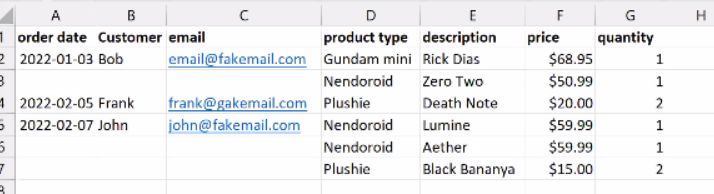 A B C D E F G H
1 order date Customer email product type description price quantity
2 2022-01-03 Bob email@fakemail.com Gundam mini Rick Dias $68.95 1
3 Nendoroid Zero Two $50.99 1
4 2022-02-05 Frank frank@gakemail.com Plushie Death Note $20.00 2
5 2022-02-07 John john@fakemail.com Nendoroid Lumine $59.99 1
6 Nendoroid Aether $59.99 1
7 Plushie Black Bananya $15.00 2
8